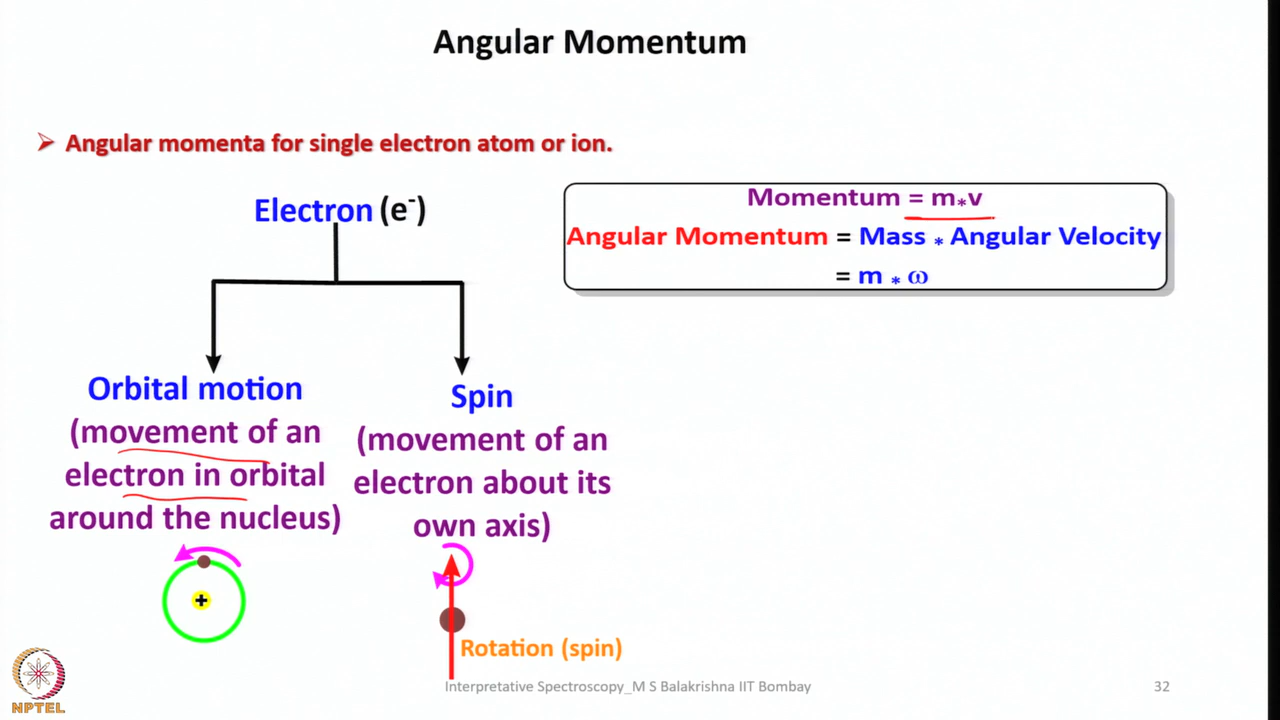 Angular Momentum
➢ Angular momenta for single electron atom or ion.
Electron (e⁻)
Momentum = m*v
Angular Momentum = Mass * Angular Velocity
= m * ω
Orbital motion
(movement of an
electron in orbital
around the nucleus)
Spin
(movement of an
electron about its
own axis)
+
Rotation (spin)
NPTEL
Interpretative Spectroscopy_M S Balakrishna IIT Bombay
32